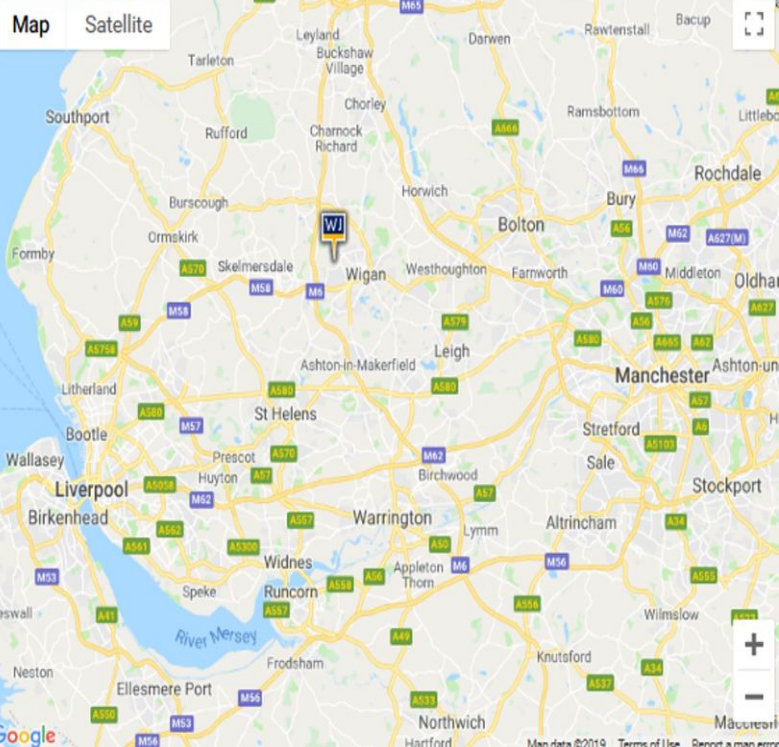 Map Satellite
M65
Leyland
Buckshaw
Village
Darwen
Rawtenstall
Bacup
Tarleton
Southport
Chorley
Rufford
Charnock
Richard
A666
Ramsbottom
Littlebo
M66
Rochdale
Burscough
Horwich
Bury
Bolton
A56
M62
A627(M)
WJ
Ormskirk
Formby
A570
Skelmersdale
Wigan
Westhoughton
Farnworth
M60
Middleton
Oldha
M58
M6
M60
A576
A627
M58
A59
A579
A56
A580
A665
A62
A5758
Leigh
Ashton-in-Makerfield
Manchester
Ashton-un
Litherland
A580
A580
A57
A580
St Helens
M57
A6
Bootle
Stretford
A5103
Wallasey
Prescot
A570
M62
Sale
Huyton
A57
Birchwood
Liverpool
A5058
M62
A57
Stockport
Birkenhead
A562
A557
Warrington
Lymm
Altrincham
A34
A561
A5300
A50
Widnes
Appleton
Thorn
M6
M56
A555
M53
A56
A558
Speke
Runcorn
A557
A556
eswall
A41
Wilmslow
River Mersey
A49
Neston
Frodsham
Knutsford
A34
A537
Ellesmere Port
M56
A533
A550
M53
Northwich
Macclesfi
Google
M56
Hartford
Map data ©2019 Terms of Use Report a map error